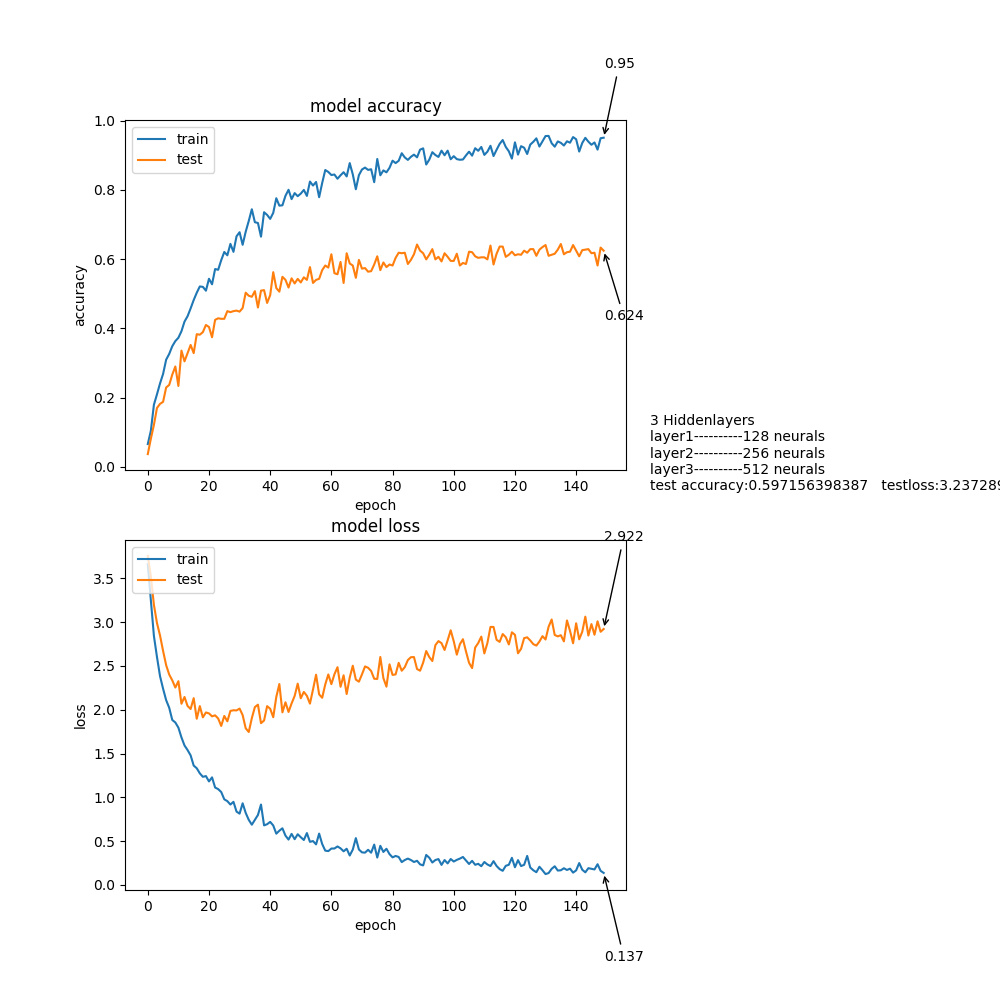 0.95
model accuracy
train
test
1.0
0.8
0.6
0.4
0.2
0.0
accuracy
0.624
0 20 40 60 80 100 120 140
epoch
3 Hiddenlayers
layer1----------128 neurals
layer2----------256 neurals
layer3----------512 neurals
test accuracy:0.597156398387 testloss:3.237289
model loss
2.922
train
test
3.5
3.0
2.5
2.0
1.5
1.0
0.5
0.0
loss
0 20 40 60 80 100 120 140
epoch
0.137